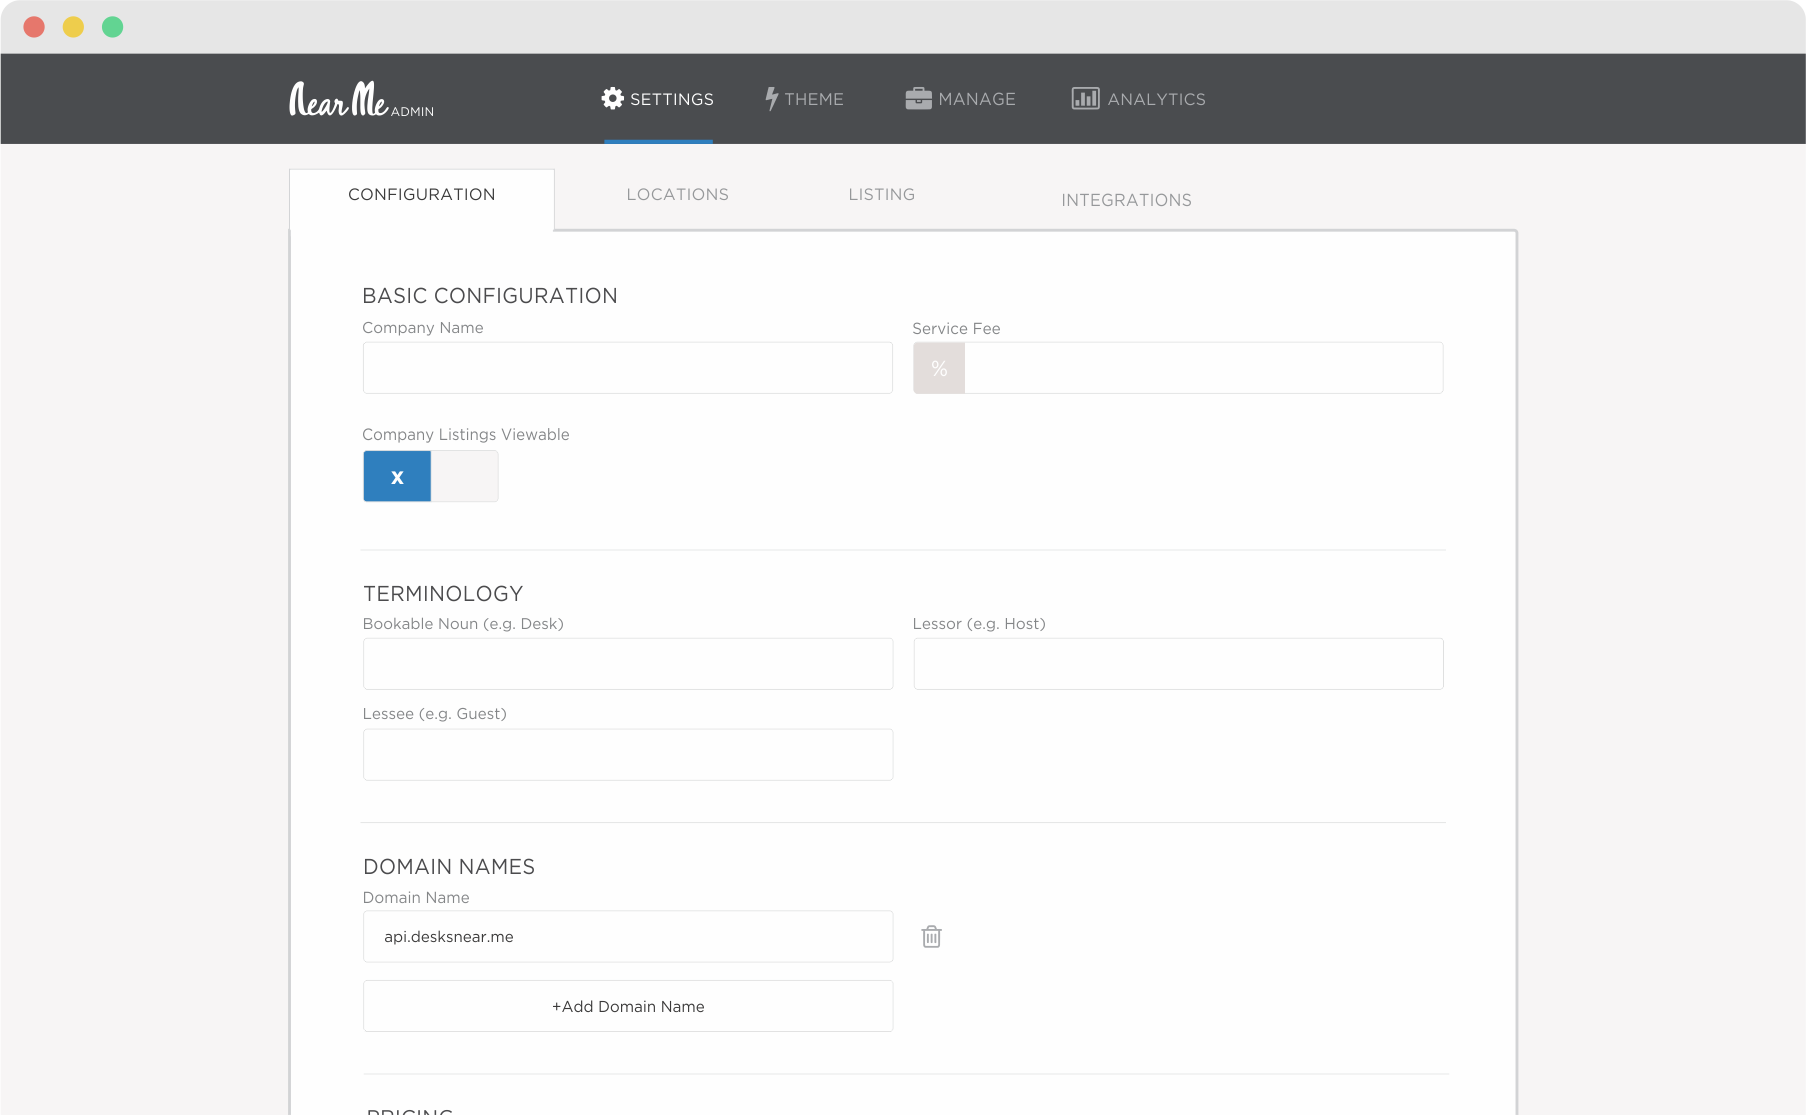 Near Me ADMIN
SETTINGS
THEME
MANAGE
ANALYTICS
CONFIGURATION
LOCATIONS
LISTING
INTEGRATIONS
BASIC CONFIGURATION
Company Name
Service Fee
%
Company Listings Viewable
x
TERMINOLOGY
Bookable Noun (e.g. Desk)
Lessor (e.g. Host)
Lessee (e.g. Guest)
DOMAIN NAMES
Domain Name
api.desksnear.me
+Add Domain Name
PRICING